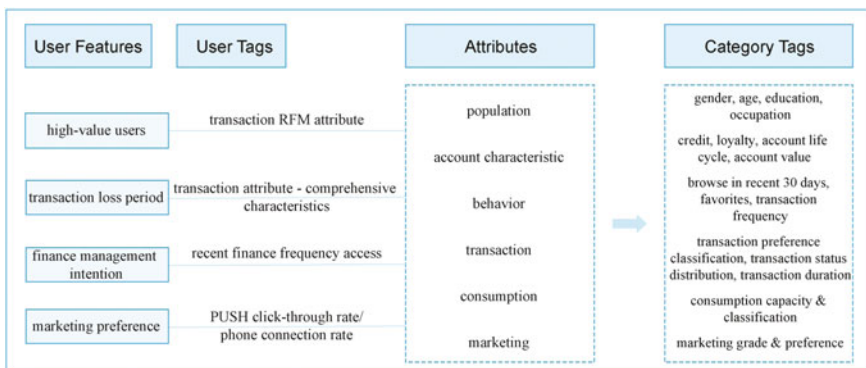 User Features
User Tags
Attributes
Category Tags
high-value users
transaction RFM attribute
transaction loss period
transaction attribute - comprehensive
characteristics
finance management
intention
recent finance frequency access
marketing preference
PUSH click-through rate/
phone connection rate
population
account characteristic
behavior
transaction
consumption
marketing
gender, age, education,
occupation
credit, loyalty, account life
cycle, account value
browse in recent 30 days,
favorites, transaction
frequency
transaction preference
classification, transaction status
distribution, transaction duration
consumption capacity &
classification
marketing grade & preference